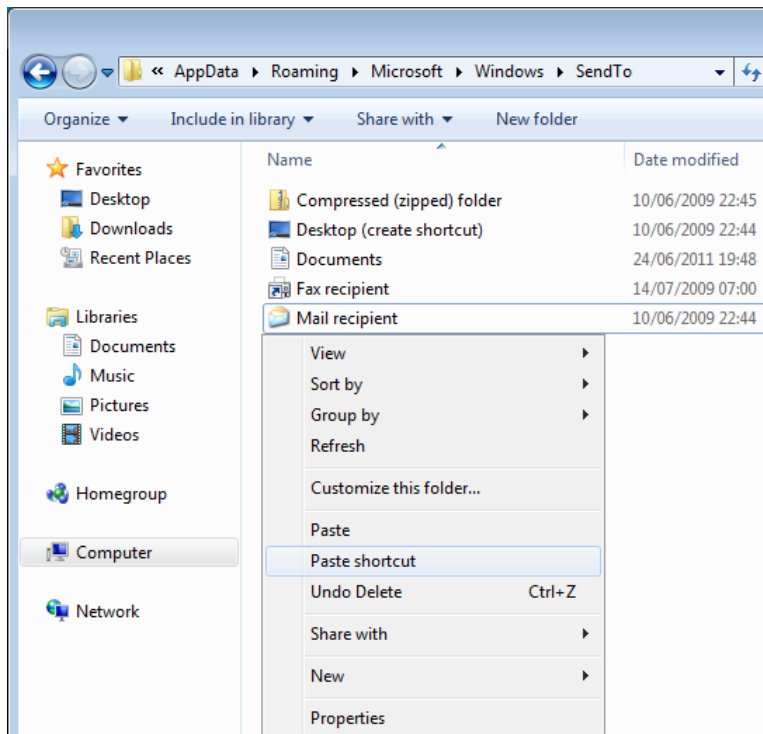 « AppData ▸ Roaming ▸ Microsoft ▸ Windows ▸ SendTo
Organize Include in library Share with New folder
Favorites
Desktop
Downloads
Recent Places
Libraries
Documents
Music
Pictures
Videos
Homegroup
Computer
Network
Name Date modified
Compressed (zipped) folder 10/06/2009 22:45
Desktop (create shortcut) 10/06/2009 22:44
Documents 24/06/2011 19:48
Fax recipient 14/07/2009 07:00
Mail recipient 10/06/2009 22:44
View
Sort by
Group by
Refresh
Customize this folder...
Paste
Paste shortcut
Undo Delete Ctrl+Z
Share with
New
Properties